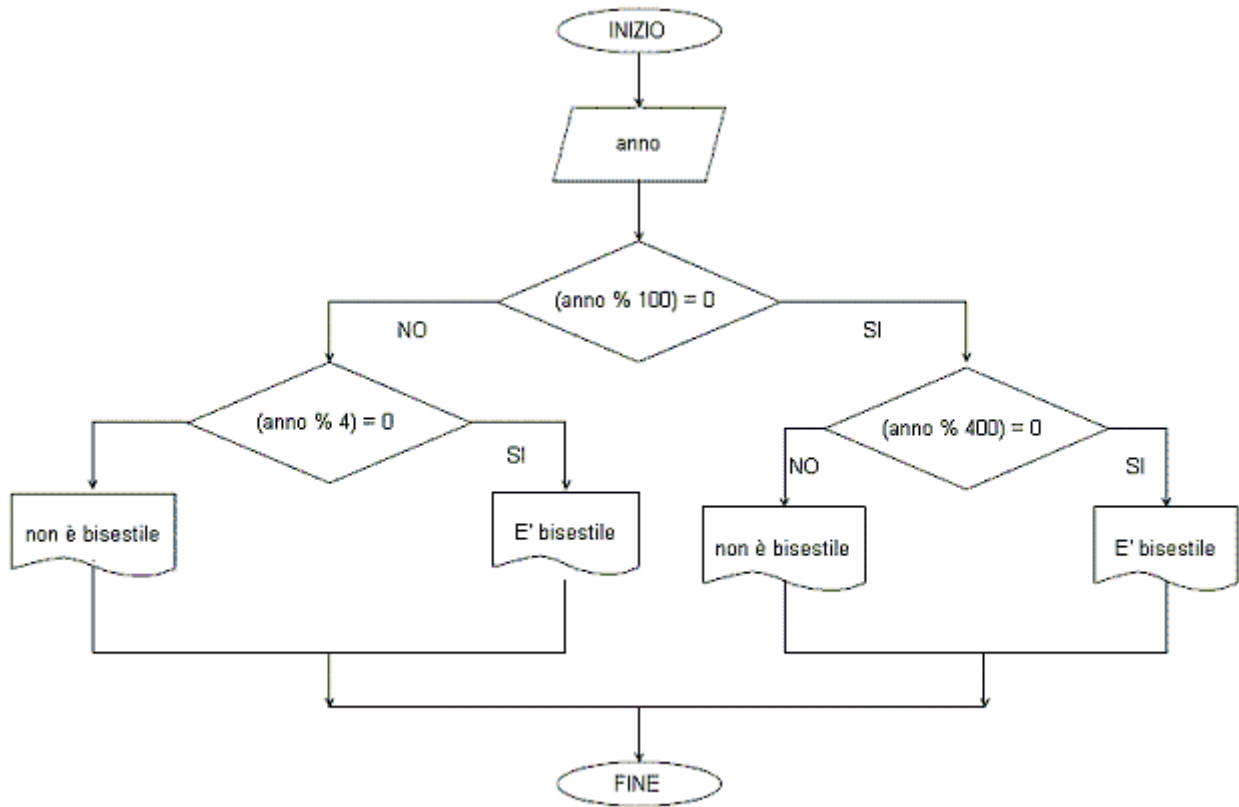 INIZIO
anno
(anno % 100) = 0
NO
SI
(anno % 4) = 0
(anno % 400) = 0
SI
NO
SI
non è bisestile
E' bisestile
non è bisestile
E' bisestile
FINE